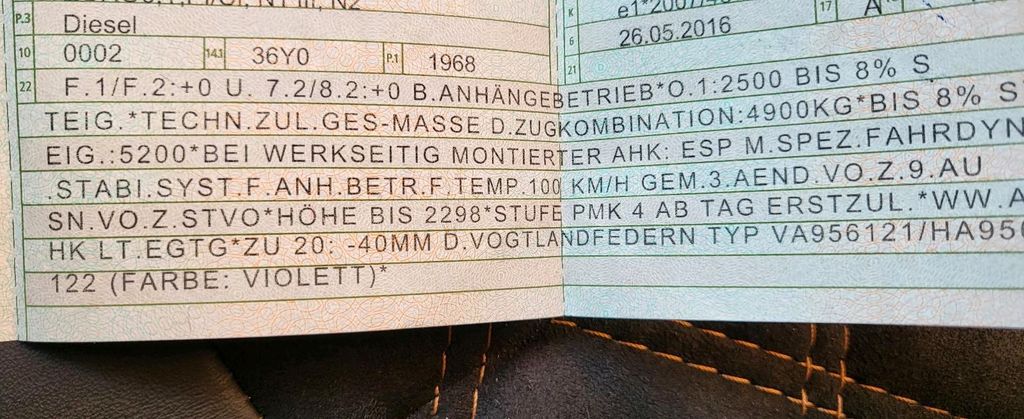 P.3 Diesel K e1*2007/46 17 A
10 0002 14.1 36Y0 P.1 1968 6 26.05.2016
21
22 F.1/F.2:+0 U. 7.2/8.2:+0 B.ANHÄNGEBETRIEB*O.1:2500 BIS 8% S
TEIG.*TECHN.ZUL.GES-MASSE D.ZUGKOMBINATION:4900KG*BIS 8% S
EIG.:5200*BEI WERKSEITIG MONTIERTER AHK: ESP M.SPEZ.FAHRDYN
.STABI.SYST.F.ANH.BETR.F.TEMP.100 KM/H GEM.3.AEND.VO.Z.9.AU
SN.VO.Z.STVO*HÖHE BIS 2298*STUFE PMK 4 AB TAG ERSTZUL.*WW.A
HK LT.EGTG*ZU 20: -40MM D.VOGTLANDFEDERN TYP VA956121/HA956
122 (FARBE: VIOLETT)*